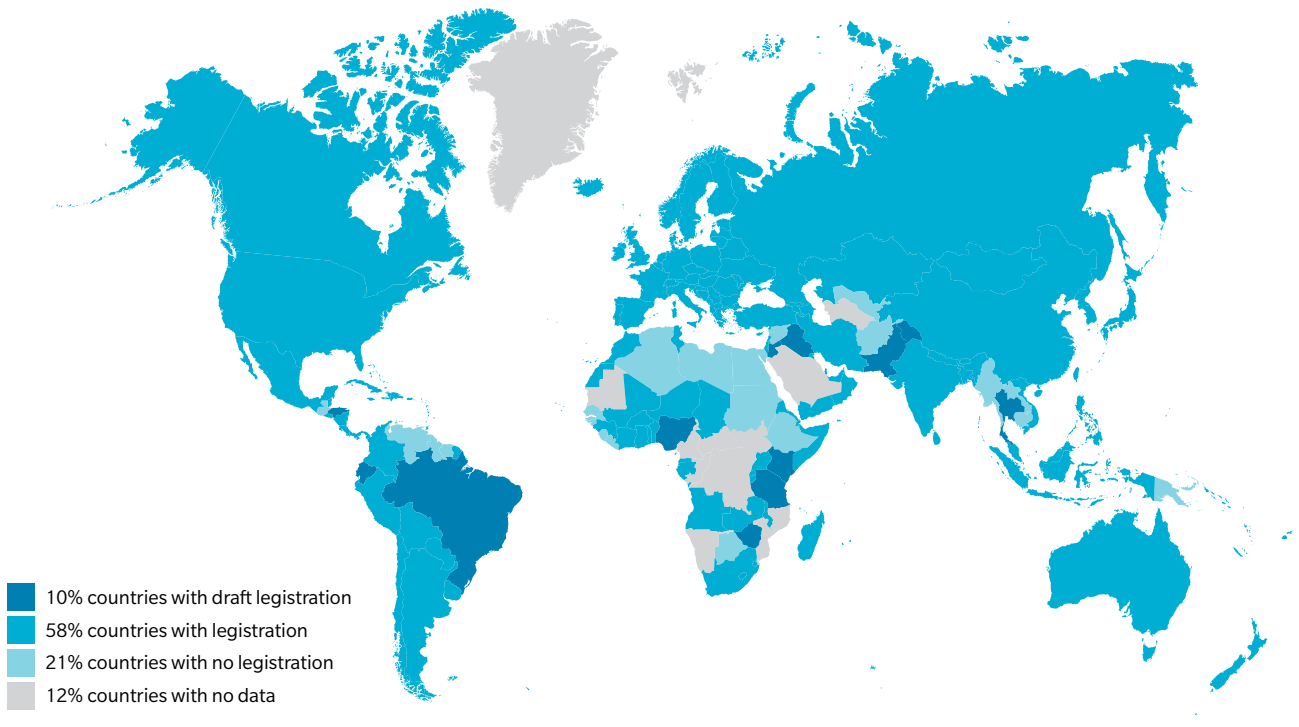 10% countries with draft legistration
58% countries with legistration
21% countries with no legistration
12% countries with no data